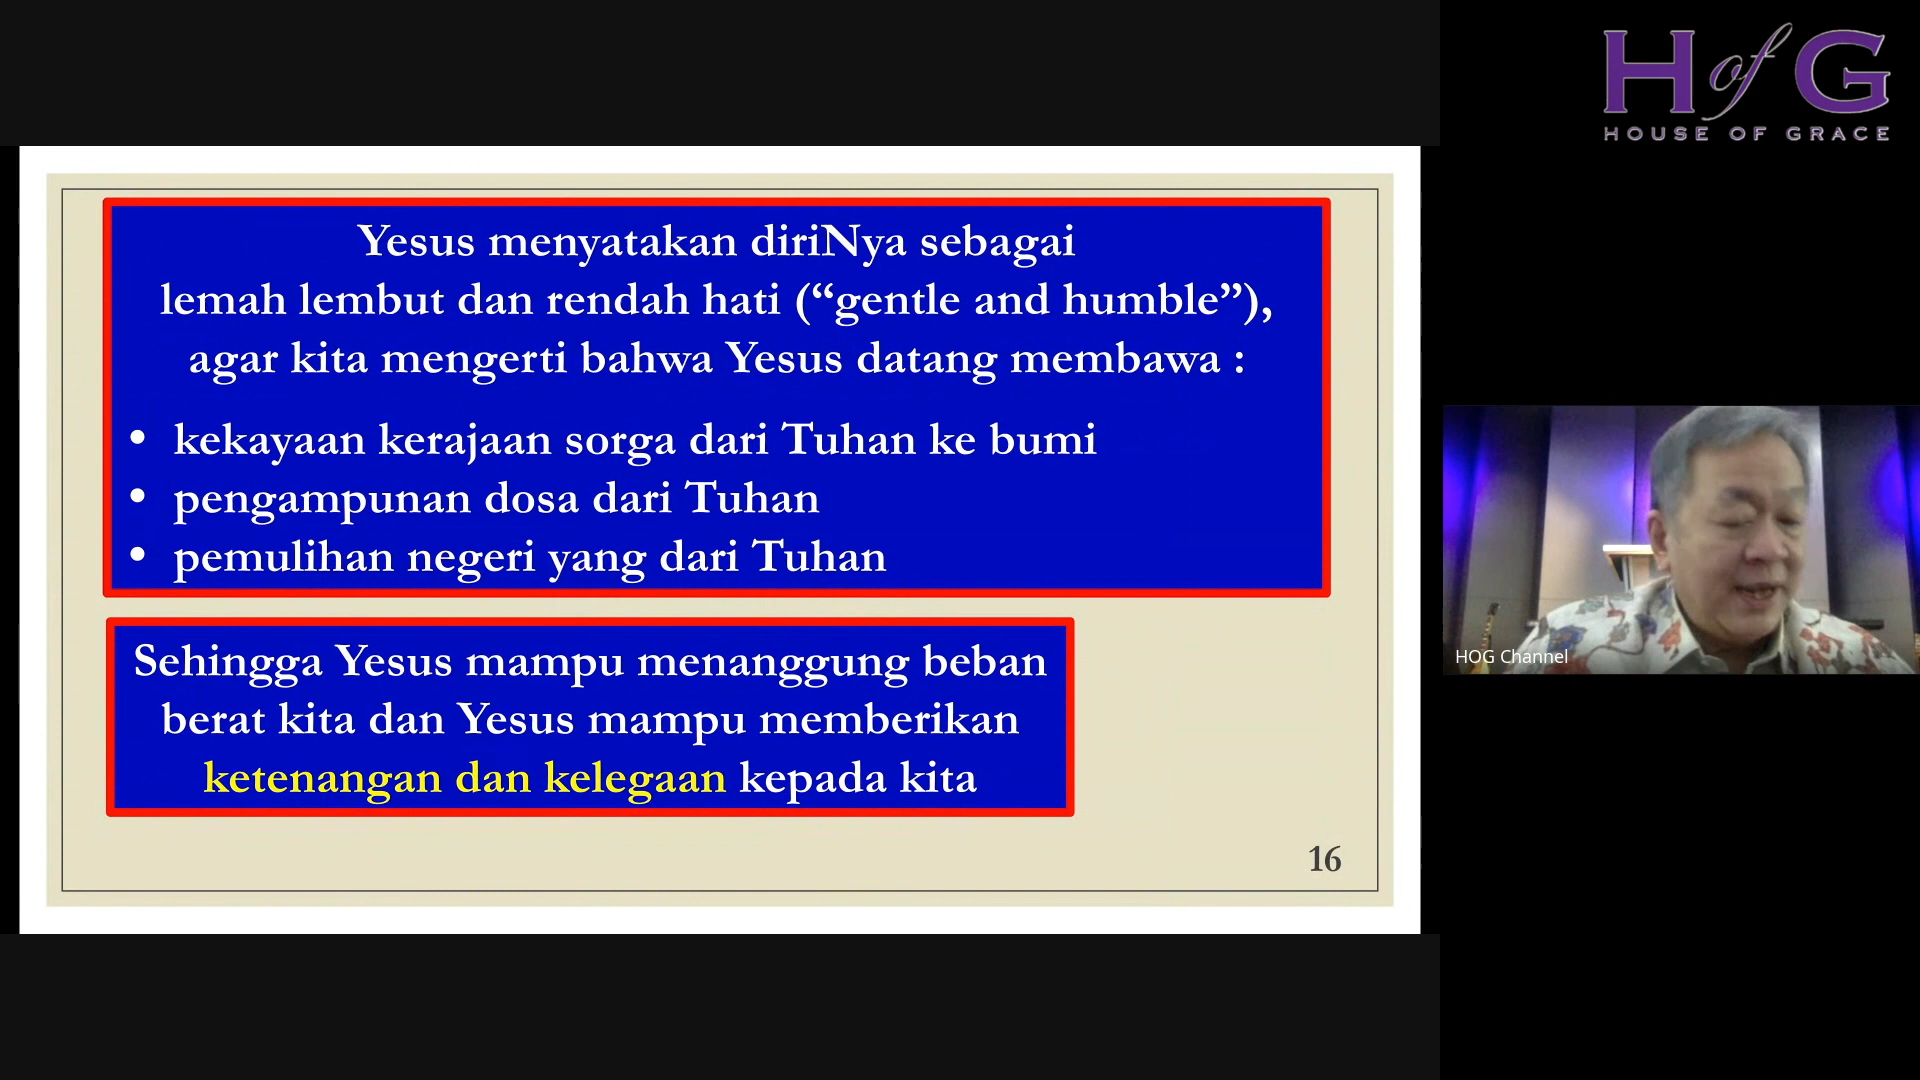 H of G
HOUSE OF GRACE
Yesus menyatakan diriNya sebagai
lemah lembut dan rendah hati (“gentle and humble”),
agar kita mengerti bahwa Yesus datang membawa :
• kekayaan kerajaan sorga dari Tuhan ke bumi
• pengampunan dosa dari Tuhan
• pemulihan negeri yang dari Tuhan
Sehingga Yesus mampu menanggung beban
berat kita dan Yesus mampu memberikan
ketenangan dan kelegaan kepada kita
16
HOG Channel